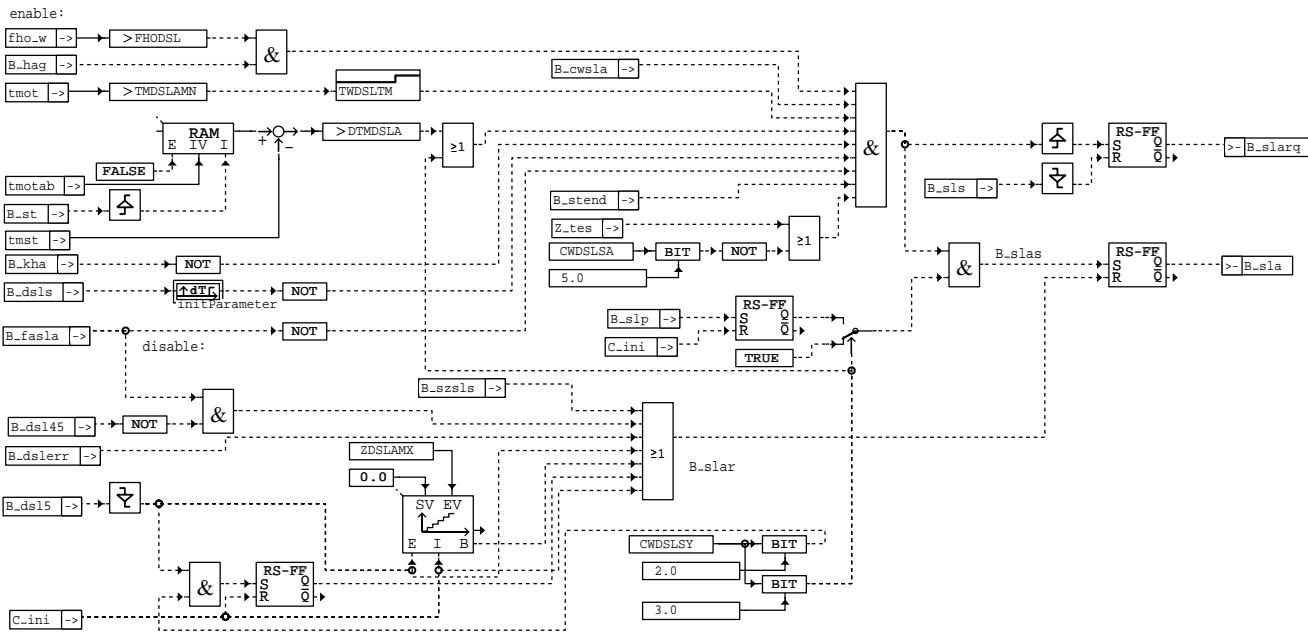 enable:
fho_w ->
>FHODSL
&
B_hag ->
B_cwsla ->
tmot ->
>TMDSLAMN
TWDSLTM
RAM
E IV I
+
−
>DTMDSLA
≥1
&
RS-FF
S Q
R Q̅
>- B_slarq
FALSE
tmotab ->
B_sls ->
B_st ->
B_stend ->
Z_tes ->
≥1
tmst ->
CWDSLSA
BIT
NOT
5.0
B_kha ->
NOT
&
B_slas
RS-FF
S Q
R Q̅
>- B_sla
B_dsls ->
dT
initParameter
NOT
RS-FF
S Q
R Q̅
B_slp ->
C_ini ->
B_fasla ->
NOT
TRUE
disable:
B_szsls ->
&
B_dsl45 ->
NOT
B_dslerr ->
≥1
B_slar
ZDSLAMX
0.0
B_dsl5 ->
SV EV
E I B
CWDSLSY
BIT
2.0
BIT
3.0
&
RS-FF
S Q
R Q̅
C_ini ->